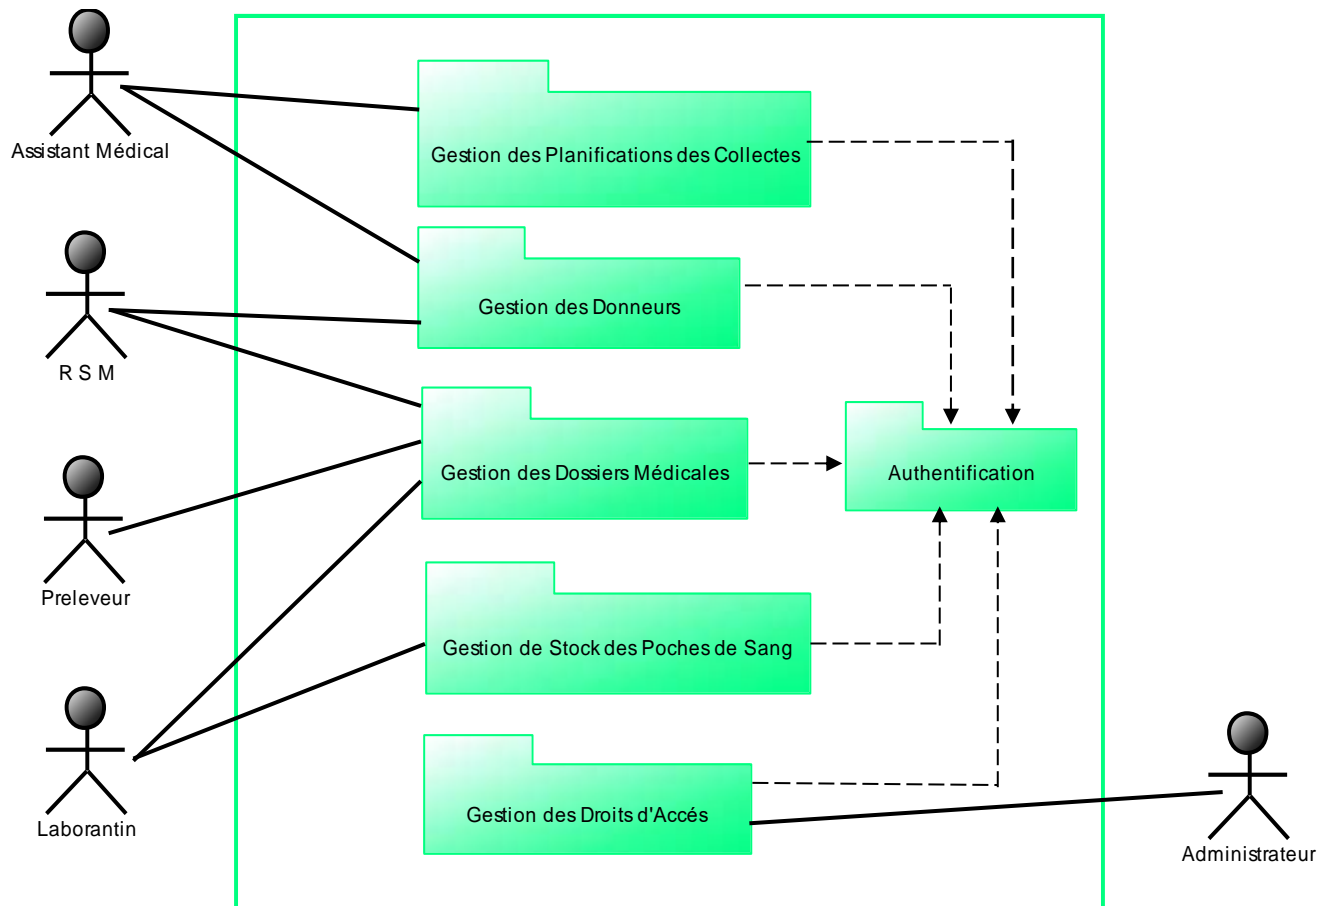 Assistant Médical
Gestion des Planifications des Collectes
Gestion des Donneurs
R S M
Gestion des Dossiers Médicales
Authentification
Preleveur
Gestion de Stock des Poches de Sang
Laborantin
Gestion des Droits d'Accés
Administrateur